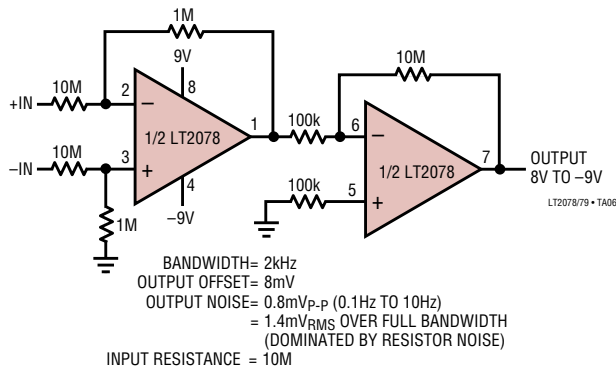 1M
9V
10M
+IN
2
8
10M
–
1/2 LT2078
1
100k
6
–
1/2 LT2078
7
OUTPUT
8V TO –9V
10M
–IN
3
+
4
–9V
100k
5
+
LT2078/79 • TA06
1M
BANDWIDTH= 2kHz
OUTPUT OFFSET= 8mV
OUTPUT NOISE= 0.8mVP-P (0.1Hz TO 10Hz)
= 1.4mVRMS OVER FULL BANDWIDTH
(DOMINATED BY RESISTOR NOISE)
INPUT RESISTANCE = 10M